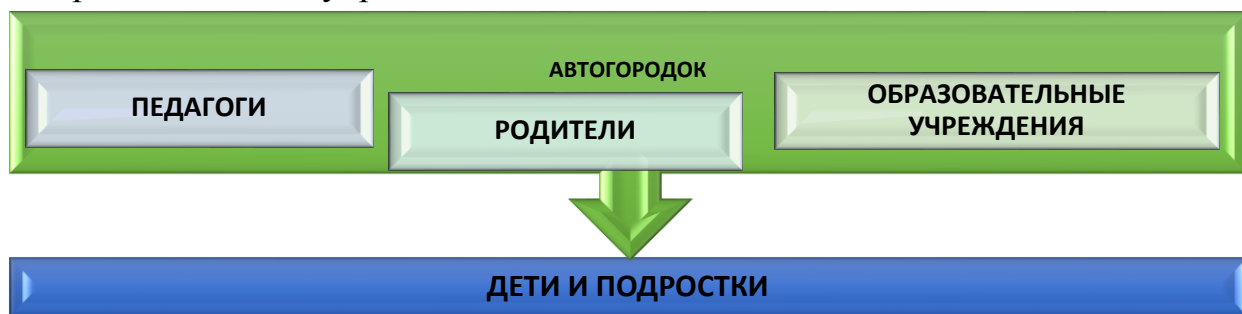 АВТОГОРОДОК
ПЕДАГОГИ
РОДИТЕЛИ
ОБРАЗОВАТЕЛЬНЫЕ
УЧРЕЖДЕНИЯ
ДЕТИ И ПОДРОСТКИ